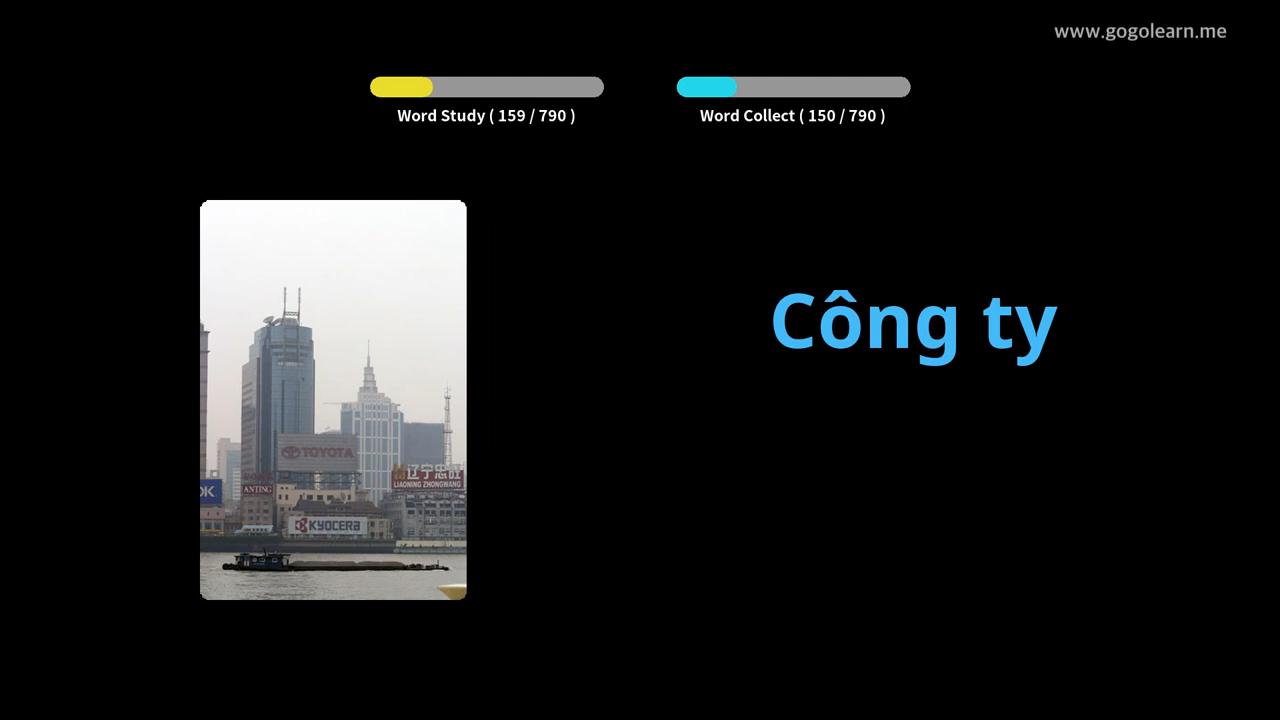 www.gogolearn.me
Word Study ( 159 / 790 )
Word Collect ( 150 / 790 )
Công ty
TOYOTA
辽宁忠旺
LIAONING ZHONGWANG
OK
ANTING
KYOCERA